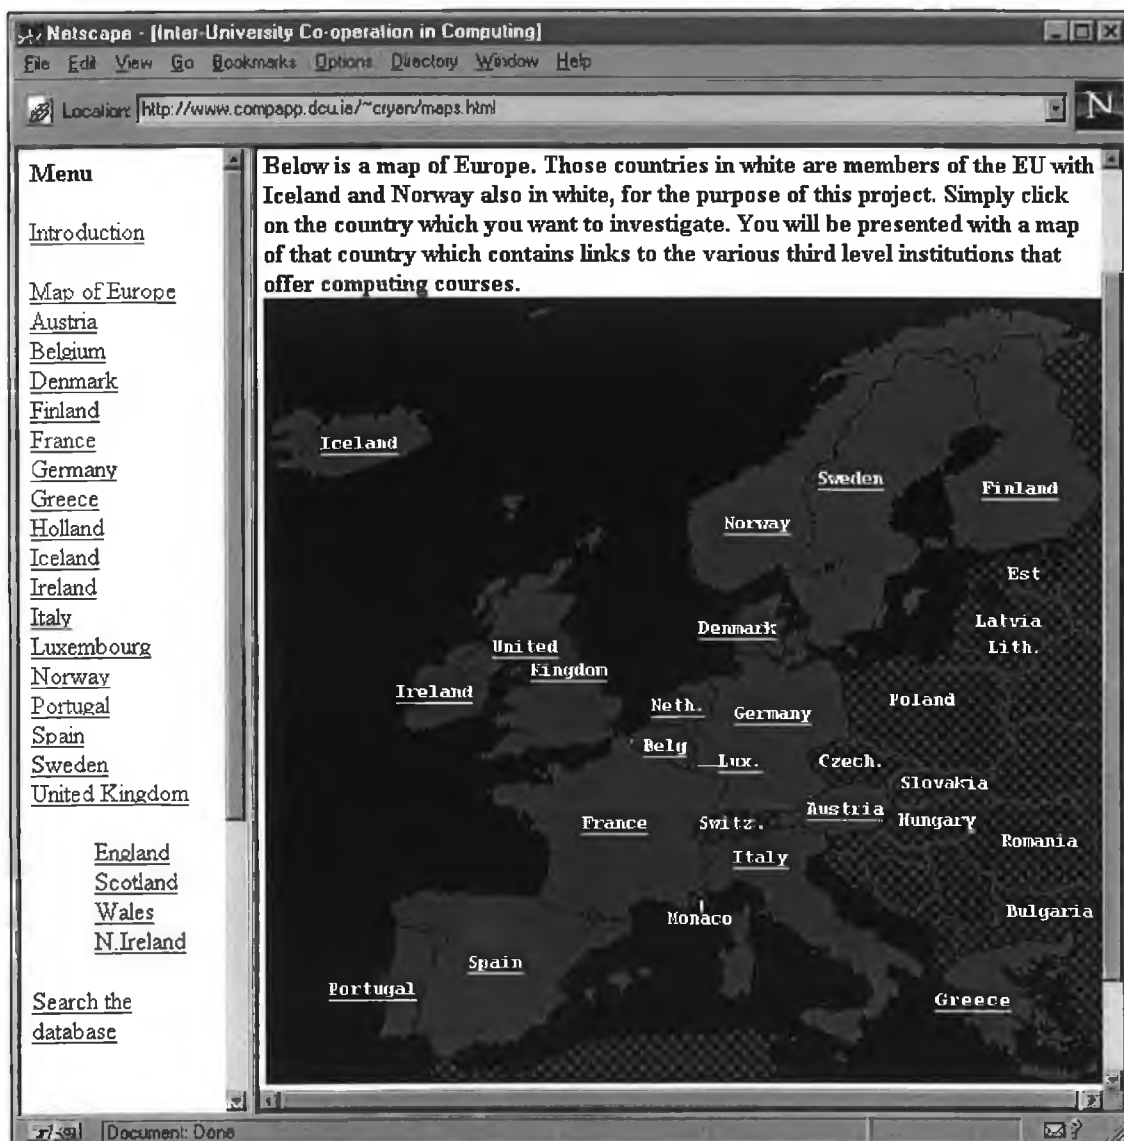 Netscape - [Inter-University Co-operation in Computing]
File Edit View Go Bookmarks Options Directory Window Help
Location: http://www.compapp.dcu.ie/~cryan/maps.html
N
Menu
Introduction
Map of Europe
Austria
Belgium
Denmark
Finland
France
Germany
Greece
Holland
Iceland
Ireland
Italy
Luxembourg
Norway
Portugal
Spain
Sweden
United Kingdom
England
Scotland
Wales
N.Ireland
Search the
database
Below is a map of Europe. Those countries in white are members of the EU with
Iceland and Norway also in white, for the purpose of this project. Simply click
on the country which you want to investigate. You will be presented with a map
of that country which contains links to the various third level institutions that
offer computing courses.
Iceland
Sweden
Finland
Norway
Est
Latvia
Denmark
Lith.
United
Kingdom
Ireland
Neth.
Germany
Poland
Belg
Lux.
Czech.
Slovakia
Austria
France
Switz.
Hungary
Romania
Italy
Monaco
Bulgaria
Spain
Portugal
Greece
Document: Done